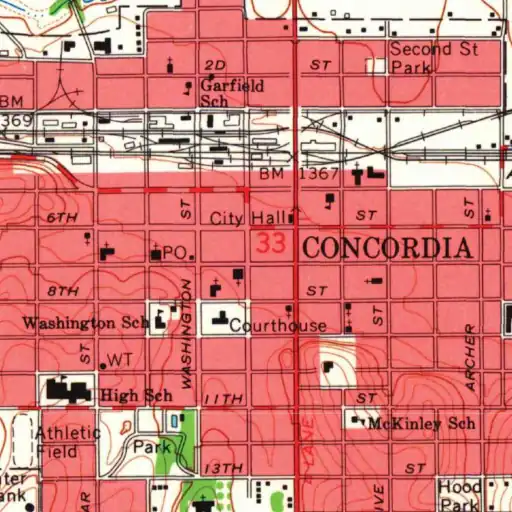 Second St
Park
2D
ST
Garfield
Sch
BM
1369
BM 1367
6TH
ST
City Hall
ST
ST
PO
33
CONCORDIA
8TH
WASHINGTON
ST
Washington Sch
Courthouse
ST
ST
WT
ARCHER
High Sch
11TH
ST
McKinley Sch
LANE
Athletic
Field
Park
13TH
ST
Hood
Park